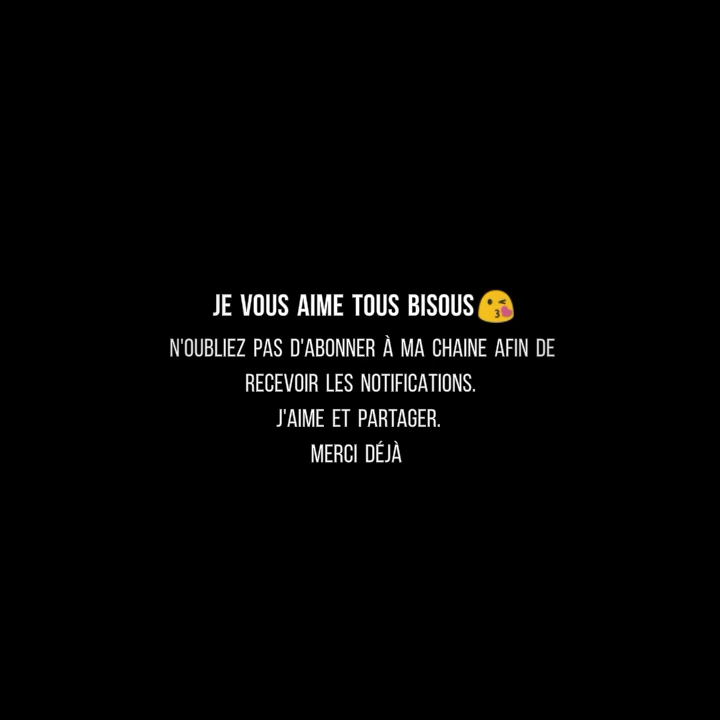 JE VOUS AIME TOUS BISOUS😘
N'OUBLIEZ PAS D'ABONNER À MA CHAINE AFIN DE
RECEVOIR LES NOTIFICATIONS.
J'AIME ET PARTAGER.
MERCI DÉJÀ